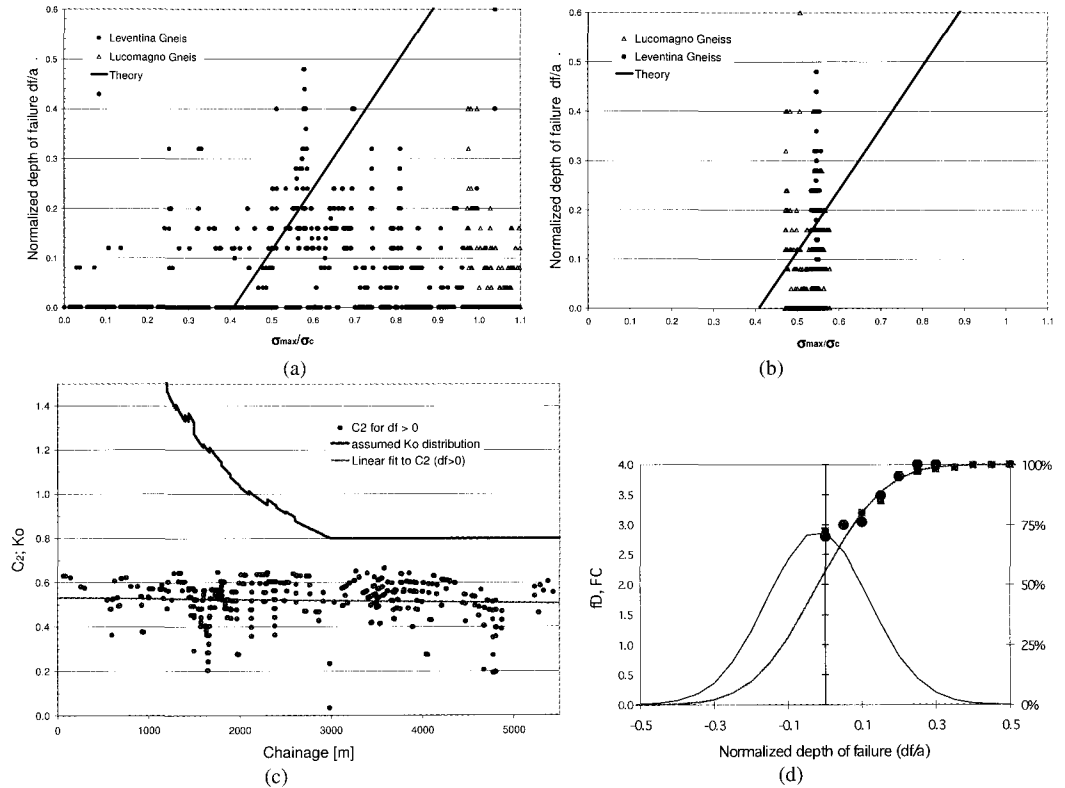 0.6
0.5
0.4
0.3
0.2
0.1
0.0
Normalized depth of failure df/a .
Leventina Gneis
Lucomagno Gneis
Theory
0.0 0.1 0.2 0.3 0.4 0.5 0.6 0.7 0.8 0.9 1.0 1.1
σmax/σc
(a)
0.6
0.5
0.4
0.3
0.2
0.1
0.0
Normalized depth of failure df/a
Lucomagno Gneiss
Leventina Gneiss
Theory
0 0.1 0.2 0.3 0.4 0.5 0.6 0.7 0.8 0.9 1 1.1
σmax/σc
(b)
1.4
1.2
1.0
0.8
0.6
0.4
0.2
0.0
C2; Ko
C2 for df > 0
assumed Ko distribution
Linear fit to C2 (df>0)
0 1000 2000 3000 4000 5000
Chainage [m]
(c)
4.0
3.5
3.0
2.5
2.0
1.5
1.0
0.5
0.0
fD, FC
100%
75%
50%
25%
0%
-0.5 -0.3 -0.1 0.1 0.3 0.5
Normalized depth of failure (df/a)
(d)